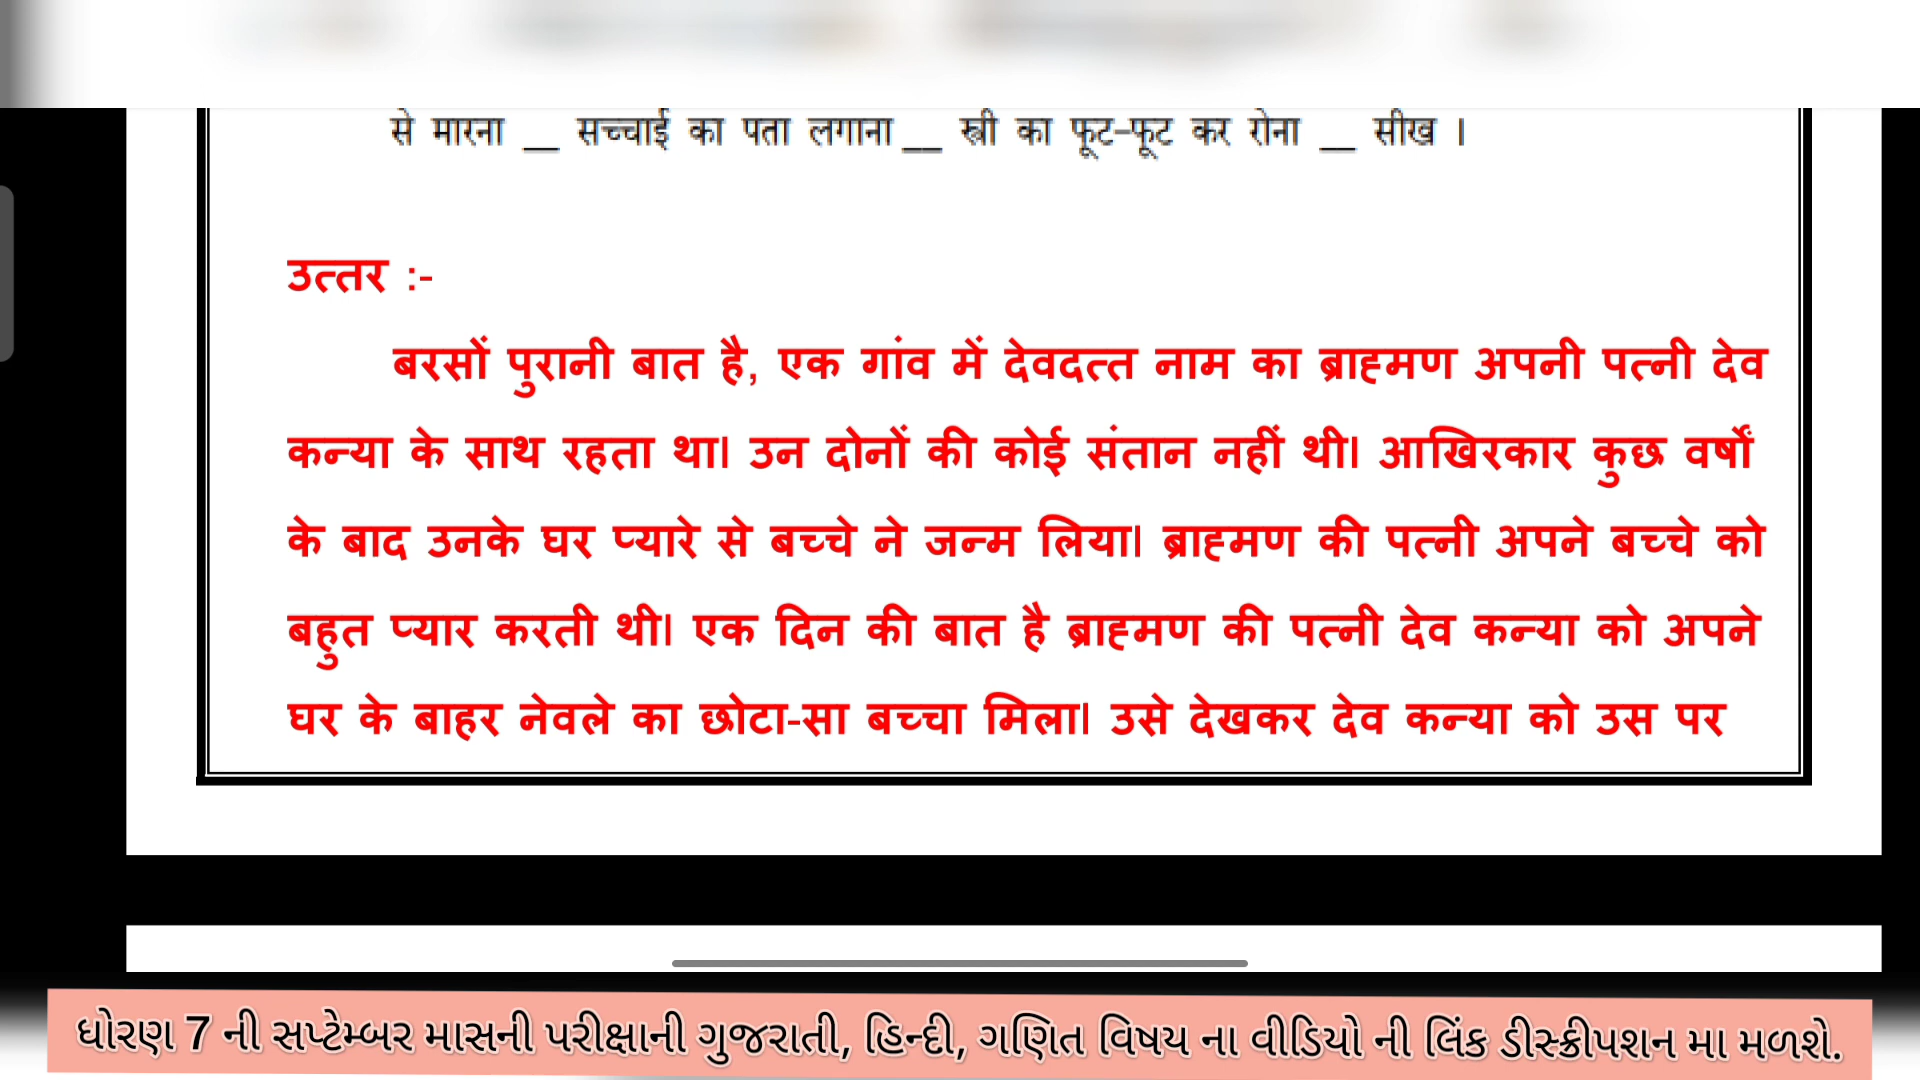 से मारना __ सच्चाई का पता लगाना __ स्त्री का फूट-फूट कर रोना __ सीख ।
उत्तर :-
बरसों पुरानी बात है, एक गांव में देवदत्त नाम का ब्राह्मण अपनी पत्नी देव
कन्या के साथ रहता था। उन दोनों की कोई संतान नहीं थी। आखिरकार कुछ वर्षों
के बाद उनके घर प्यारे से बच्चे ने जन्म लिया। ब्राह्मण की पत्नी अपने बच्चे को
बहुत प्यार करती थी। एक दिन की बात है ब्राह्मण की पत्नी देव कन्या को अपने
घर के बाहर नेवले का छोटा-सा बच्चा मिला। उसे देखकर देव कन्या को उस पर
ધોરણ 7 ની સપ્ટેમ્બર માસની પરીક્ષાની ગુજરાતી, હિન્દી, ગણિત વિષય ના વીડિયો ની લિંક ડીસ્ક્રીપશન મા મળશે.